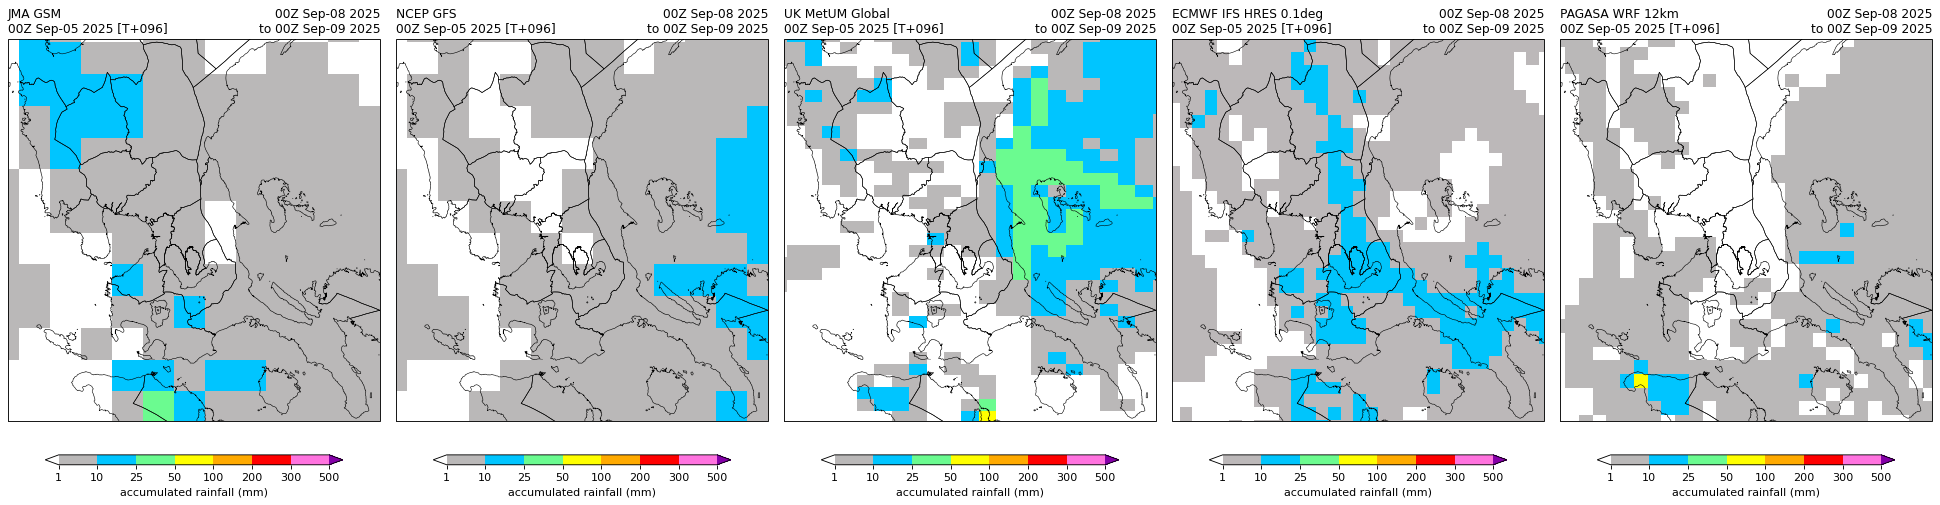 JMA GSM 00Z Sep-08 2025
00Z Sep-05 2025 [T+096] to 00Z Sep-09 2025
1 10 25 50 100 200 300 500
accumulated rainfall (mm)
NCEP GFS 00Z Sep-08 2025
00Z Sep-05 2025 [T+096] to 00Z Sep-09 2025
1 10 25 50 100 200 300 500
accumulated rainfall (mm)
UK MetUM Global 00Z Sep-08 2025
00Z Sep-05 2025 [T+096] to 00Z Sep-09 2025
1 10 25 50 100 200 300 500
accumulated rainfall (mm)
ECMWF IFS HRES 0.1deg 00Z Sep-08 2025
00Z Sep-05 2025 [T+096] to 00Z Sep-09 2025
1 10 25 50 100 200 300 500
accumulated rainfall (mm)
PAGASA WRF 12km 00Z Sep-08 2025
00Z Sep-05 2025 [T+096] to 00Z Sep-09 2025
1 10 25 50 100 200 300 500
accumulated rainfall (mm)